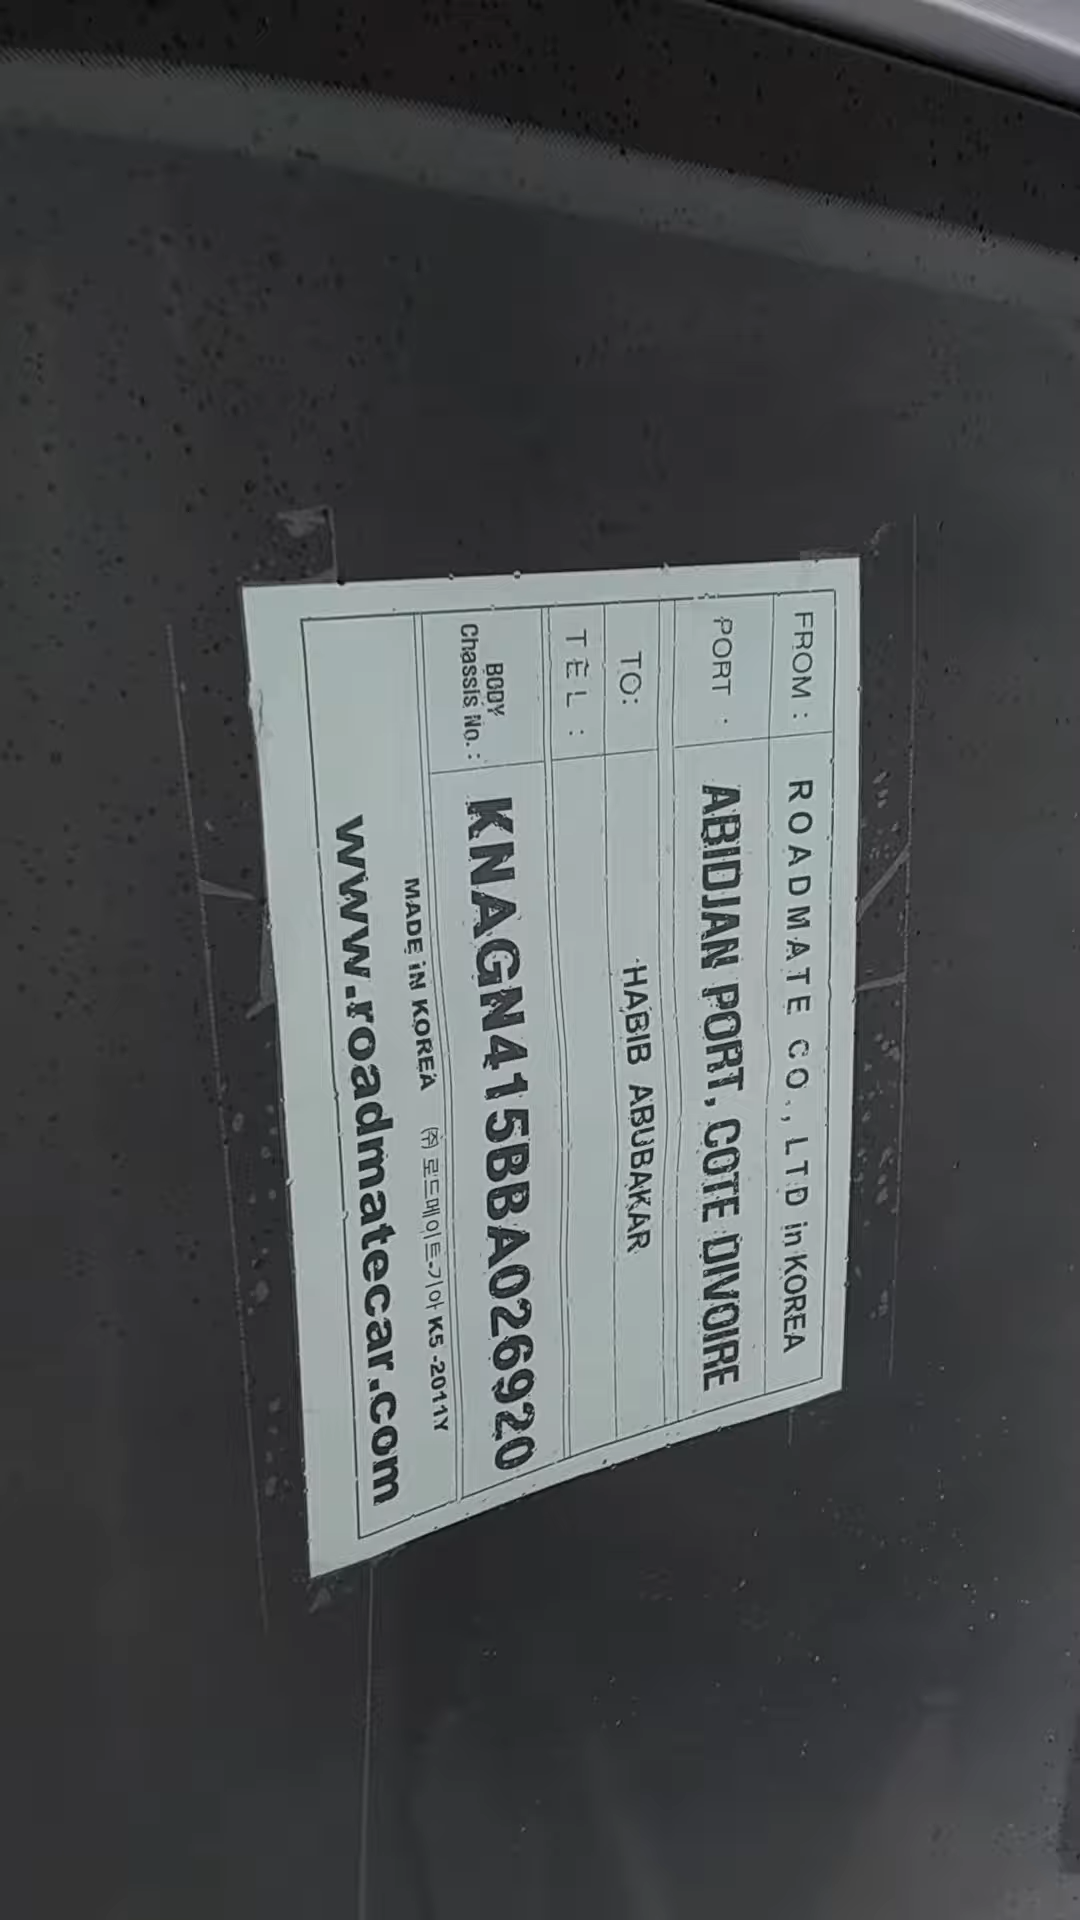 FROM : ROADMATE CO., LTD in KOREA
PORT : ABIDJAN PORT, COTE DIVOIRE
TO: HABIB ABUBAKAR
TEL :
BODY
Chassis No. : KNAGN415BBA026920
MADE IN KOREA (주) 로드메이트-기아 K5 -2011Y
www.roadmatecar.com